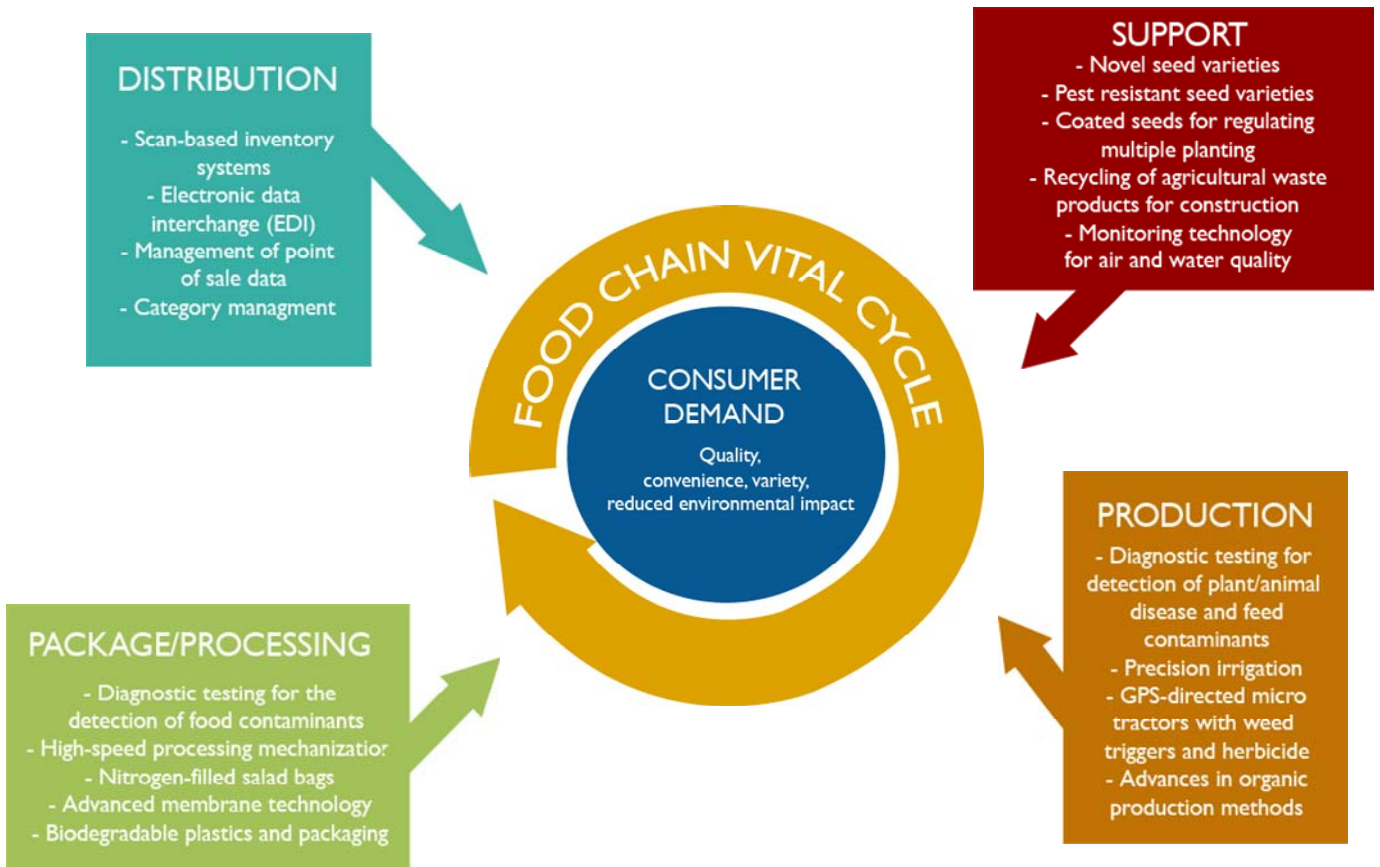 DISTRIBUTION
- Scan-based inventory
systems
- Electronic data
interchange (EDI)
- Management of point
of sale data
- Category managment
SUPPORT
- Novel seed varieties
- Pest resistant seed varieties
- Coated seeds for regulating
multiple planting
- Recycling of agricultural waste
products for construction
- Monitoring technology
for air and water quality
FOOD CHAIN VITAL CYCLE
CONSUMER
DEMAND
Quality,
convenience, variety,
reduced environmental impact
PACKAGE/PROCESSING
- Diagnostic testing for the
detection of food contaminants
- High-speed processing mechanization
- Nitrogen-filled salad bags
- Advanced membrane technology
- Biodegradable plastics and packaging
PRODUCTION
- Diagnostic testing for
detection of plant/animal
disease and feed
contaminants
- Precision irrigation
- GPS-directed micro
tractors with weed
triggers and herbicide
- Advances in organic
production methods